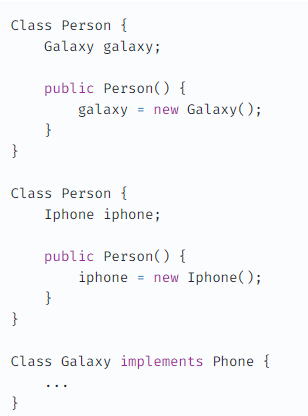 Class Person {
    Galaxy galaxy;

    public Person() {
        galaxy = new Galaxy();
    }
}

Class Person {
    Iphone iphone;

    public Person() {
        iphone = new Iphone();
    }
}

Class Galaxy implements Phone {
    ...
}